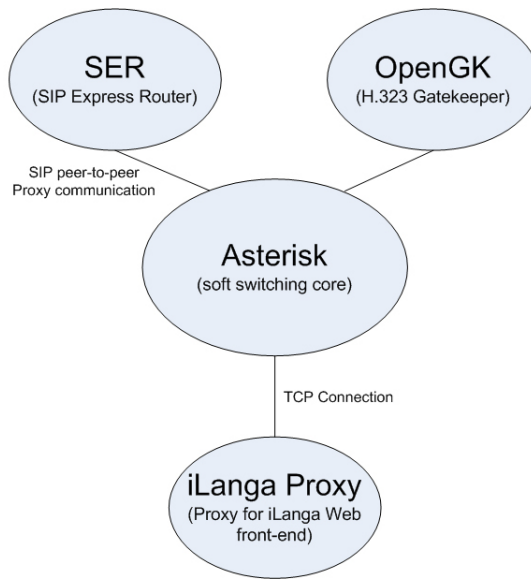 SER
(SIP Express Router)
OpenGK
(H.323 Gatekeeper)
SIP peer-to-peer
Proxy communication
Asterisk
(soft switching core)
TCP Connection
iLanga Proxy
(Proxy for iLanga Web
front-end)